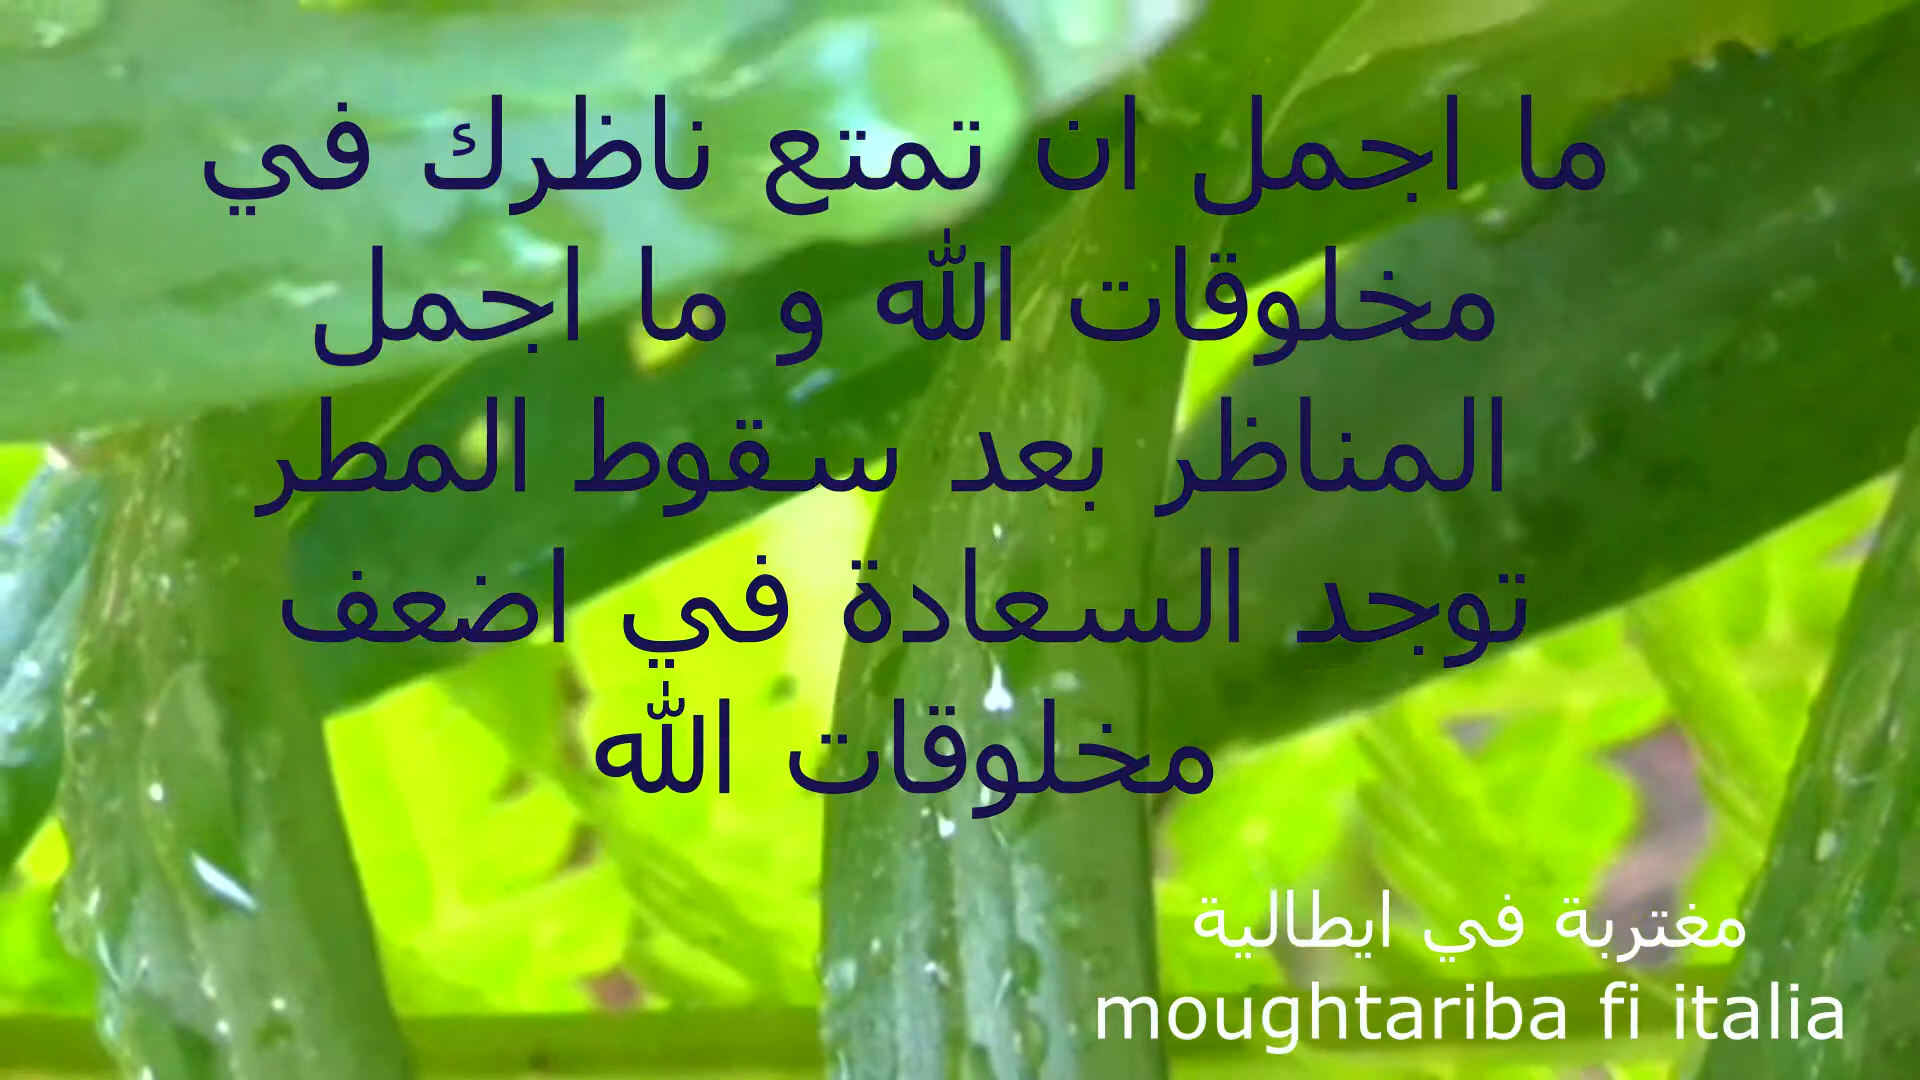 ما اجمل ان تمتع ناظرك في
مخلوقات الله و ما اجمل
المناظر بعد سقوط المطر
توجد السعادة في اضعف
مخلوقات الله
مغتربة في ايطالية
moughtariba fi italia